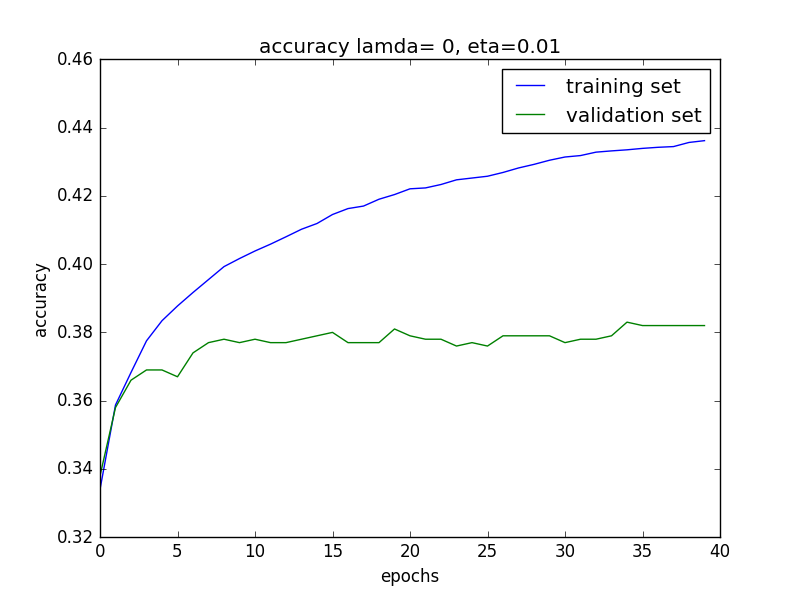 accuracy lamda= 0, eta=0.01
training set
validation set
0.46
0.44
0.42
0.40
0.38
0.36
0.34
0.32
accuracy
0 5 10 15 20 25 30 35 40
epochs